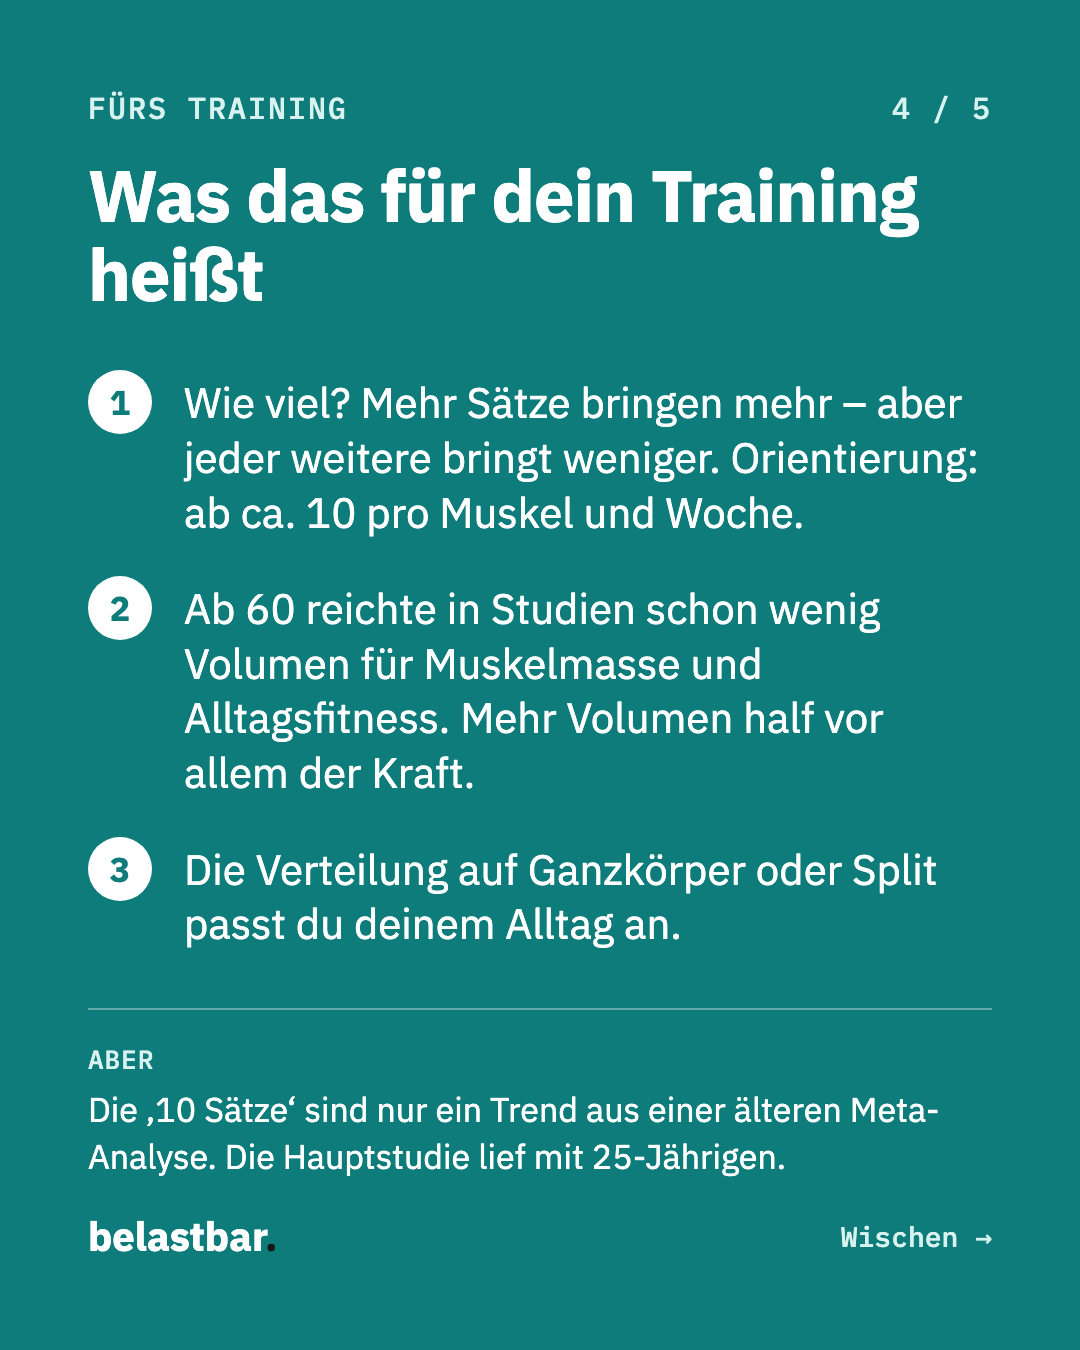 FÜRS TRAINING
4 / 5
Was das für dein Training
heißt
1
Wie viel? Mehr Sätze bringen mehr – aber
jeder weitere bringt weniger. Orientierung:
ab ca. 10 pro Muskel und Woche.
2
Ab 60 reichte in Studien schon wenig
Volumen für Muskelmasse und
Alltagsfitness. Mehr Volumen half vor
allem der Kraft.
3
Die Verteilung auf Ganzkörper oder Split
passt du deinem Alltag an.
ABER
Die ‚10 Sätze‘ sind nur ein Trend aus einer älteren Meta-
Analyse. Die Hauptstudie lief mit 25-Jährigen.
belastbar.
Wischen →